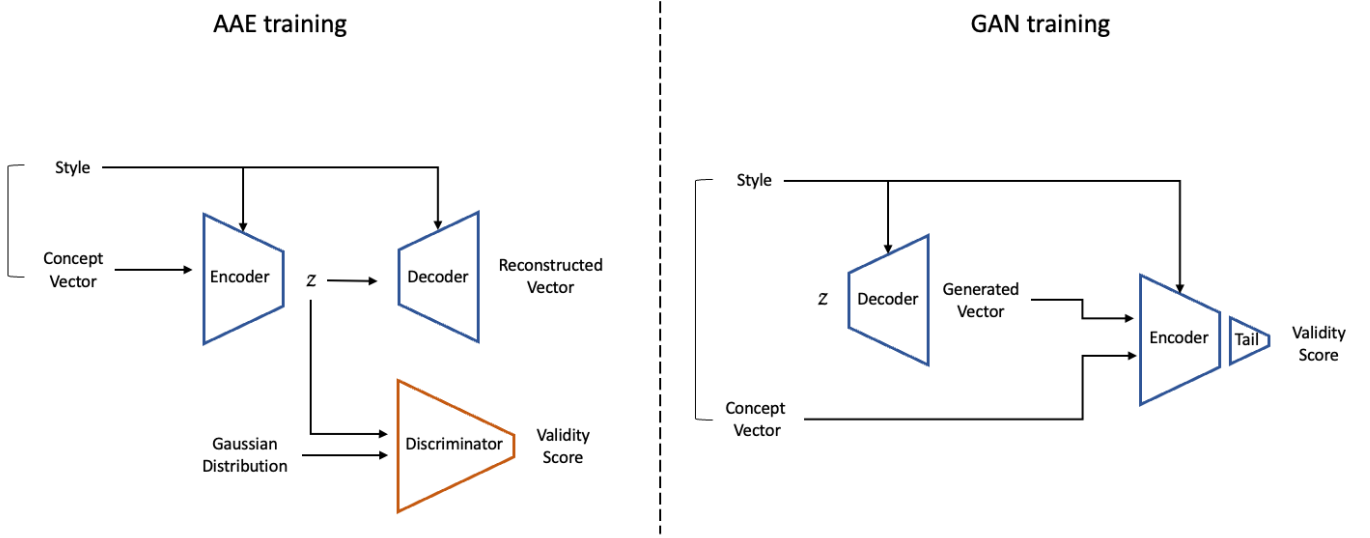 AAE training
Style
Concept
Vector
Encoder
z
Decoder
Reconstructed
Vector
Gaussian
Distribution
Discriminator
Validity
Score
GAN training
Style
z
Decoder
Generated
Vector
Encoder
Tail
Validity
Score
Concept
Vector